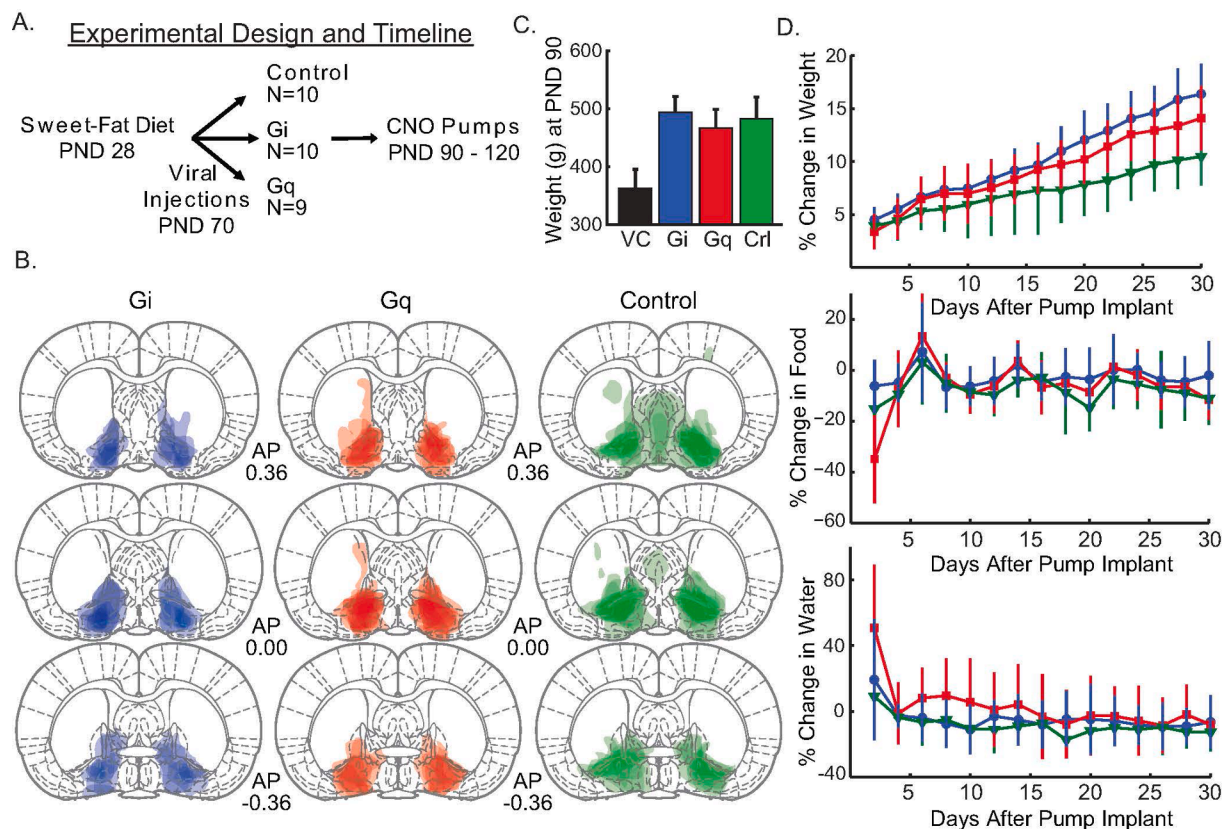 A.
Experimental Design and Timeline
Sweet-Fat Diet
PND 28
Viral
Injections
PND 70
Control
N=10
Gi
N=10
Gq
N=9
CNO Pumps
PND 90 - 120
B.
Gi
Gq
Control
AP
0.36
AP
0.36
AP
0.00
AP
0.00
AP
-0.36
AP
-0.36
C.
Weight (g) at PND 90
600
500
400
300
VC
Gi
Gq
Crl
D.
% Change in Weight
20
15
10
5
5
10
15
20
25
30
Days After Pump Implant
% Change in Food
20
0
−20
−40
−60
5
10
15
20
25
30
Days After Pump Implant
% Change in Water
80
40
0
−40
5
10
15
20
25
30
Days After Pump Implant